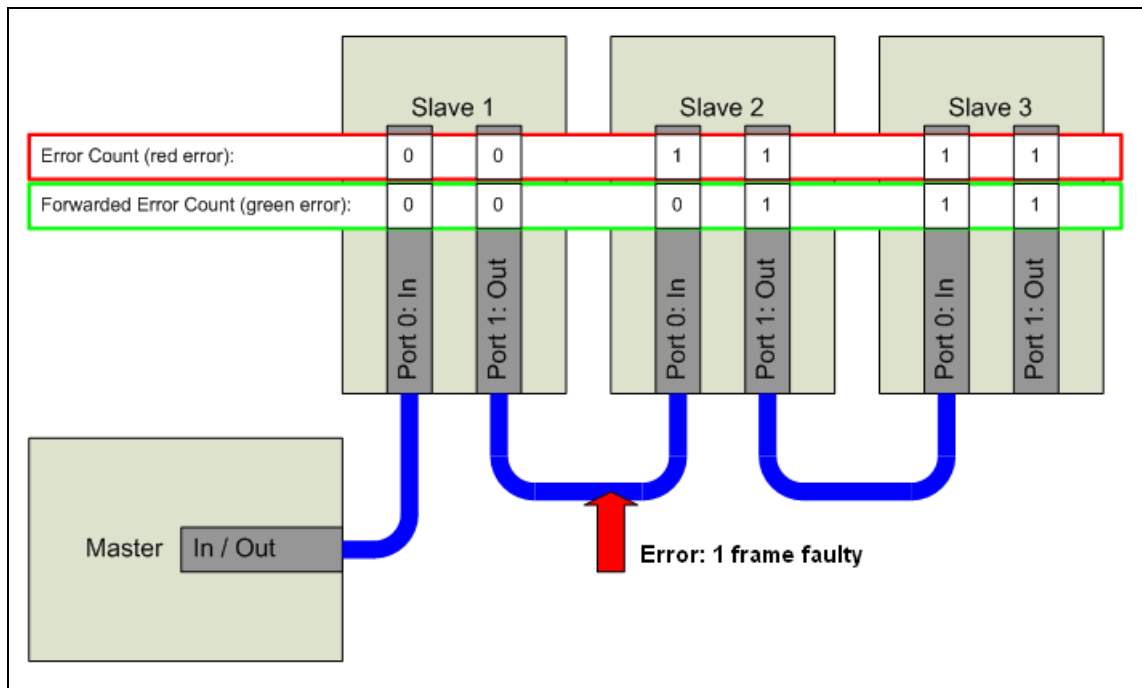 Slave 1 Slave 2 Slave 3
Error Count (red error): 0 0 1 1 1 1
Forwarded Error Count (green error): 0 0 0 1 1 1
Port 0: In Port 1: Out Port 0: In Port 1: Out Port 0: In Port 1: Out
Master In / Out
Error: 1 frame faulty